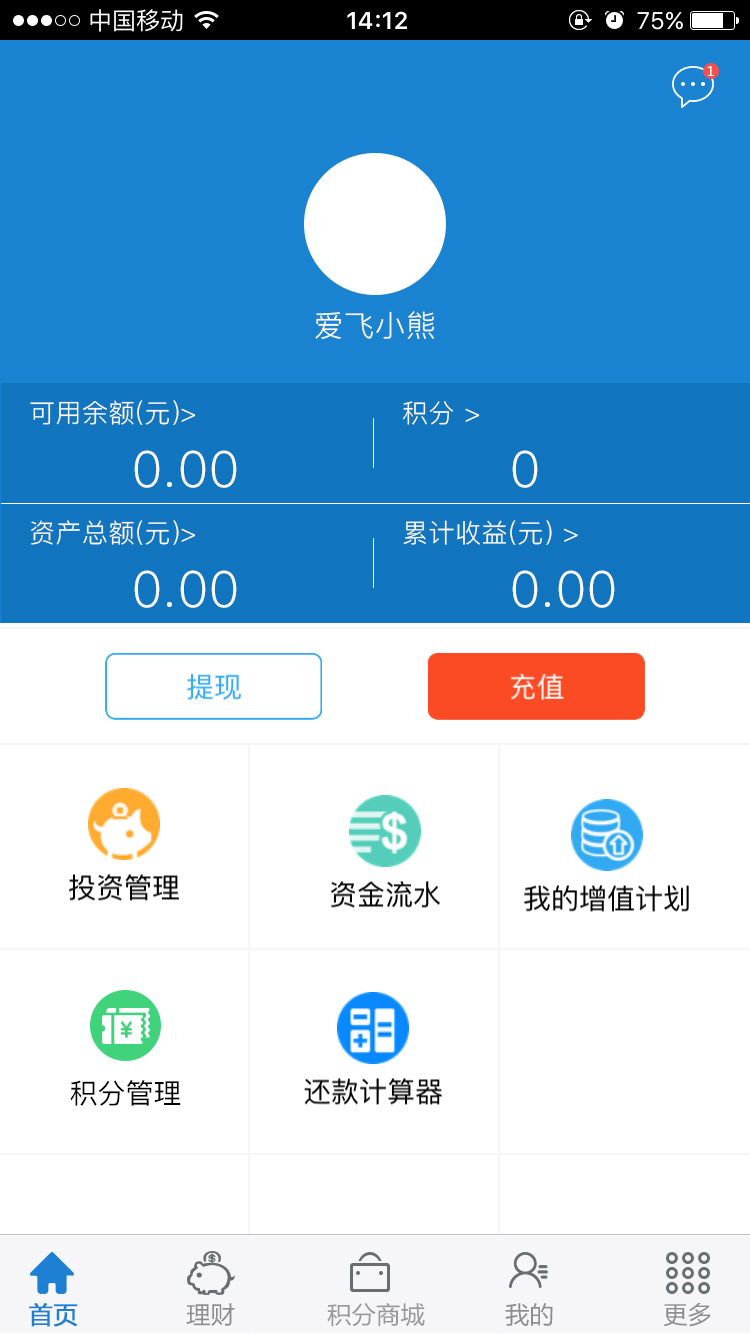 中国移动 14:12 75%
1
爱飞小熊
可用余额(元)> 积分 >
0.00 0
资产总额(元)> 累计收益(元) >
0.00 0.00
提现 充值
投资管理 资金流水 我的增值计划
积分管理 还款计算器
首页 理财 积分商城 我的 更多